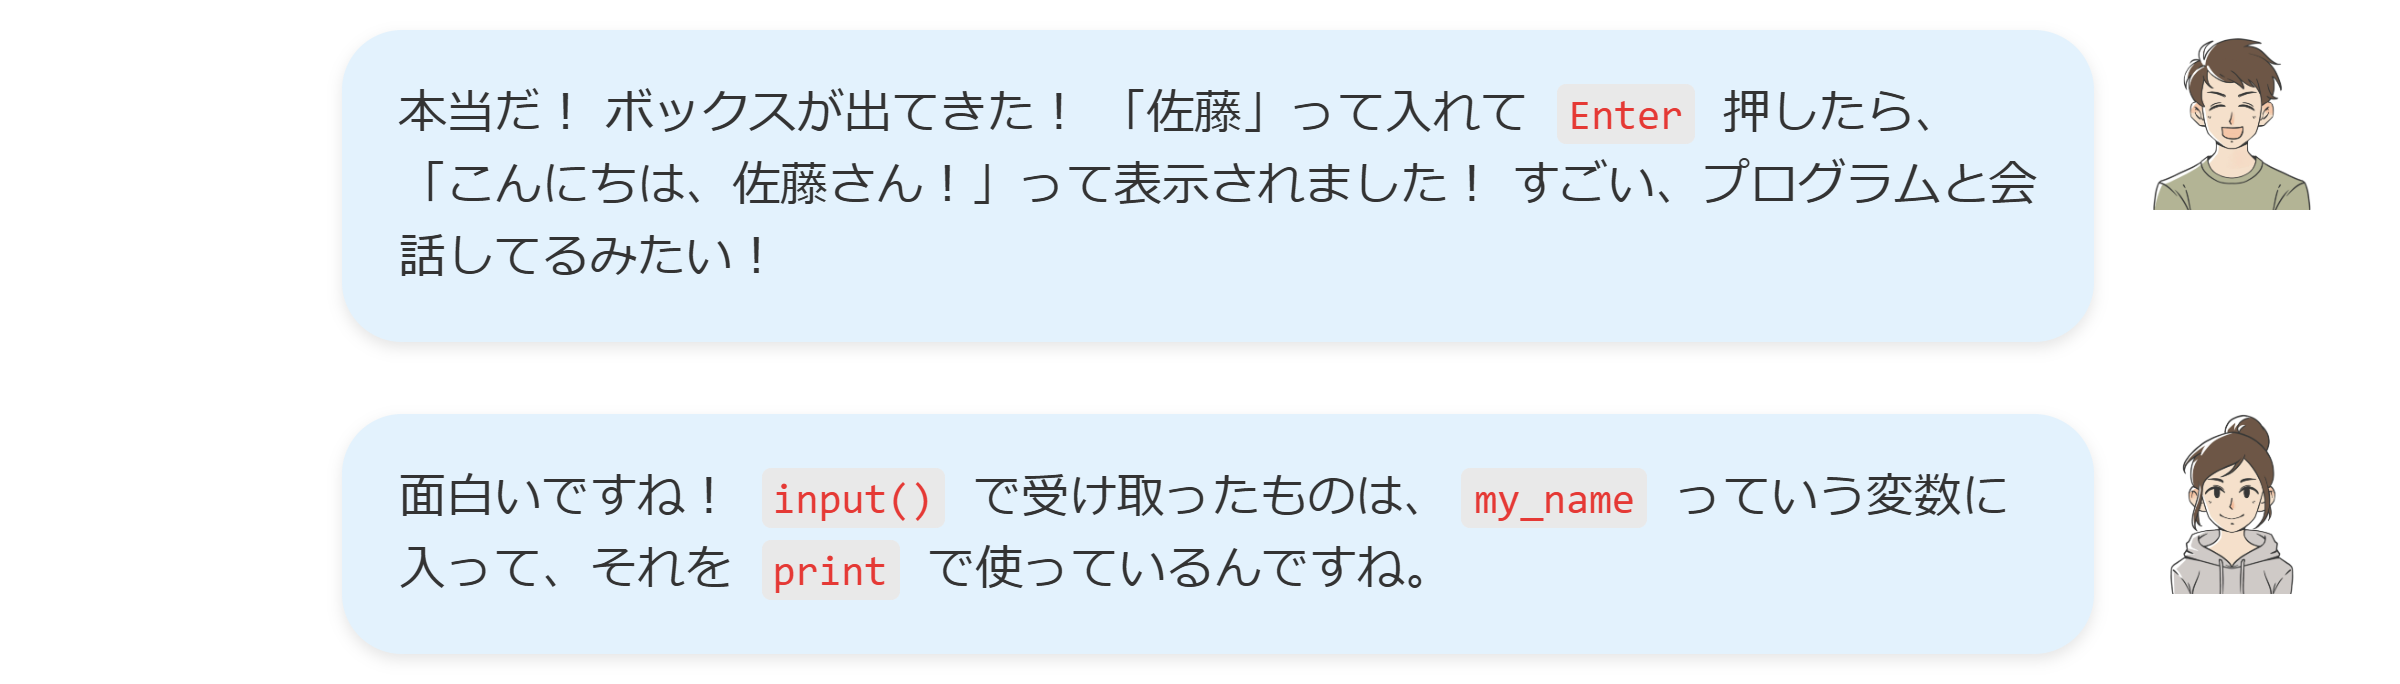 本当だ！ ボックスが出てきた！ 「佐藤」って入れて Enter 押したら、
「こんにちは、佐藤さん！」って表示されました！ すごい、プログラムと会
話してるみたい！
面白いですね！ input() で受け取ったものは、 my_name っていう変数に
入って、それを print で使っているんですね。